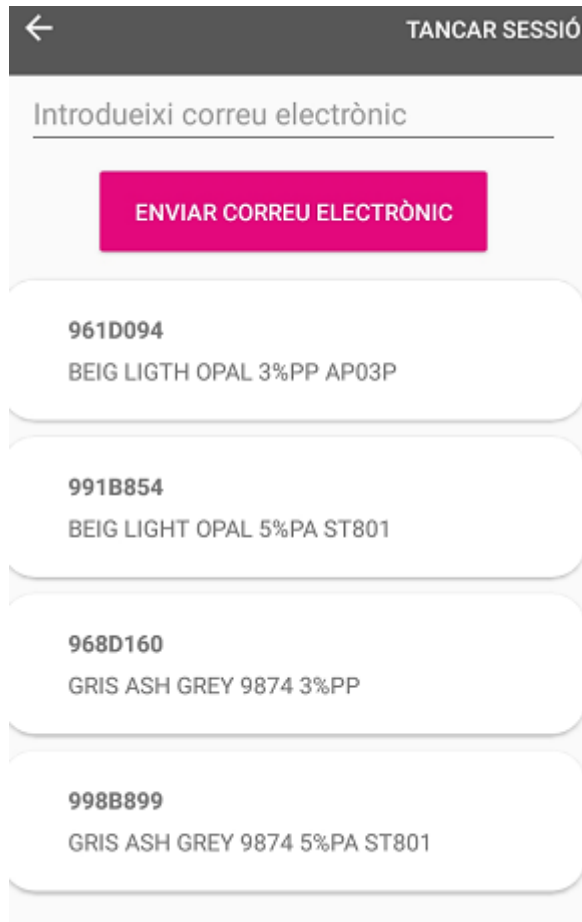 TANCAR SESSIÓ
Introdueixi correu electrònic
ENVIAR CORREU ELECTRÒNIC
961D094
BEIG LIGTH OPAL 3%PP AP03P
991B854
BEIG LIGHT OPAL 5%PA ST801
968D160
GRIS ASH GREY 9874 3%PP
998B899
GRIS ASH GREY 9874 5%PA ST801